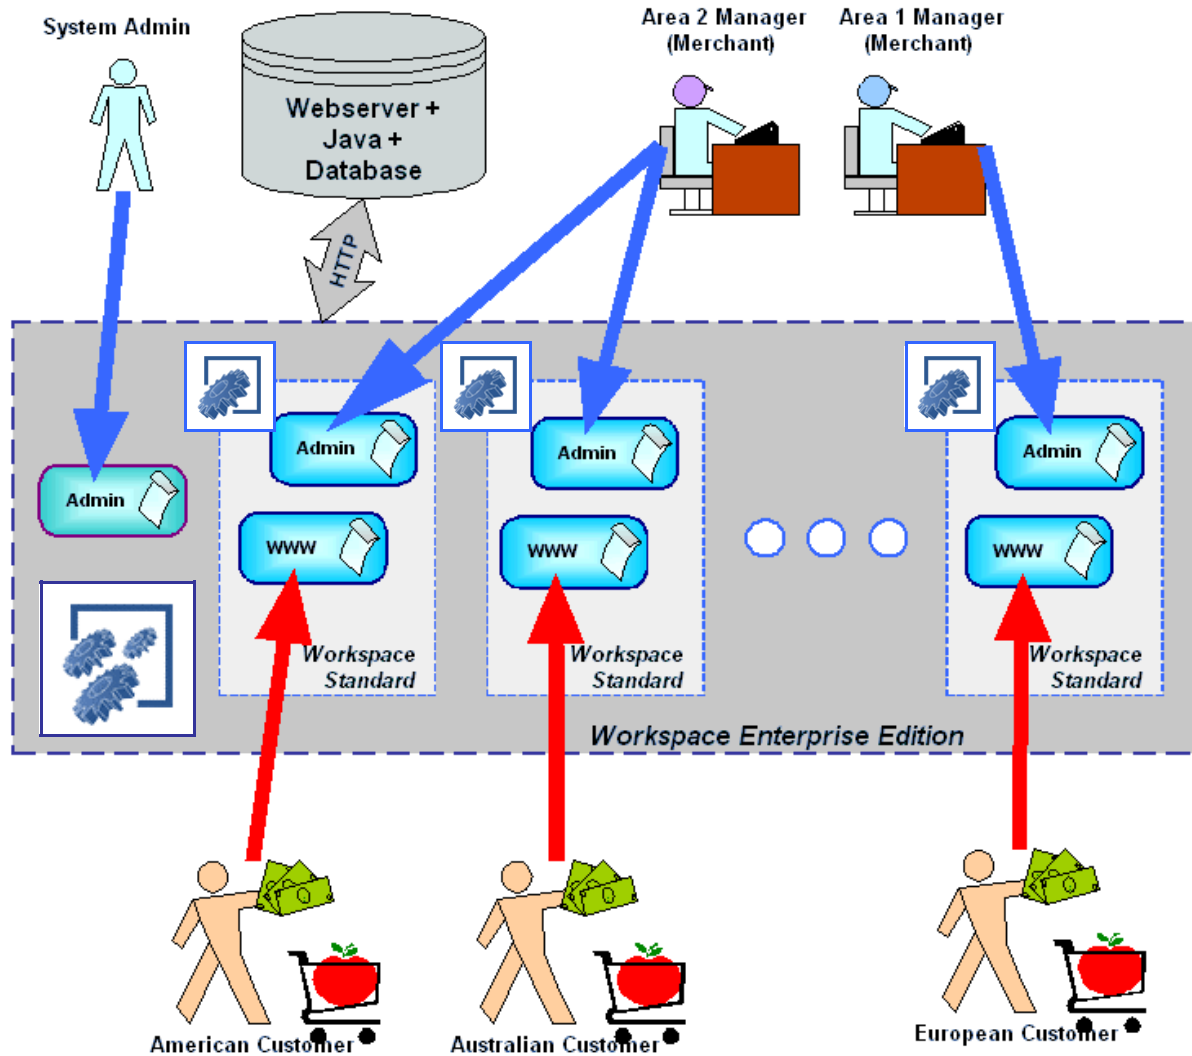 System Admin
Webserver +
Java +
Database
Area 2 Manager
(Merchant)
Area 1 Manager
(Merchant)
HTTP
Admin
Admin
Admin
Admin
www
www
www
Workspace
Standard
Workspace
Standard
Workspace
Standard
Workspace Enterprise Edition
American Customer
Australian Customer
European Customer